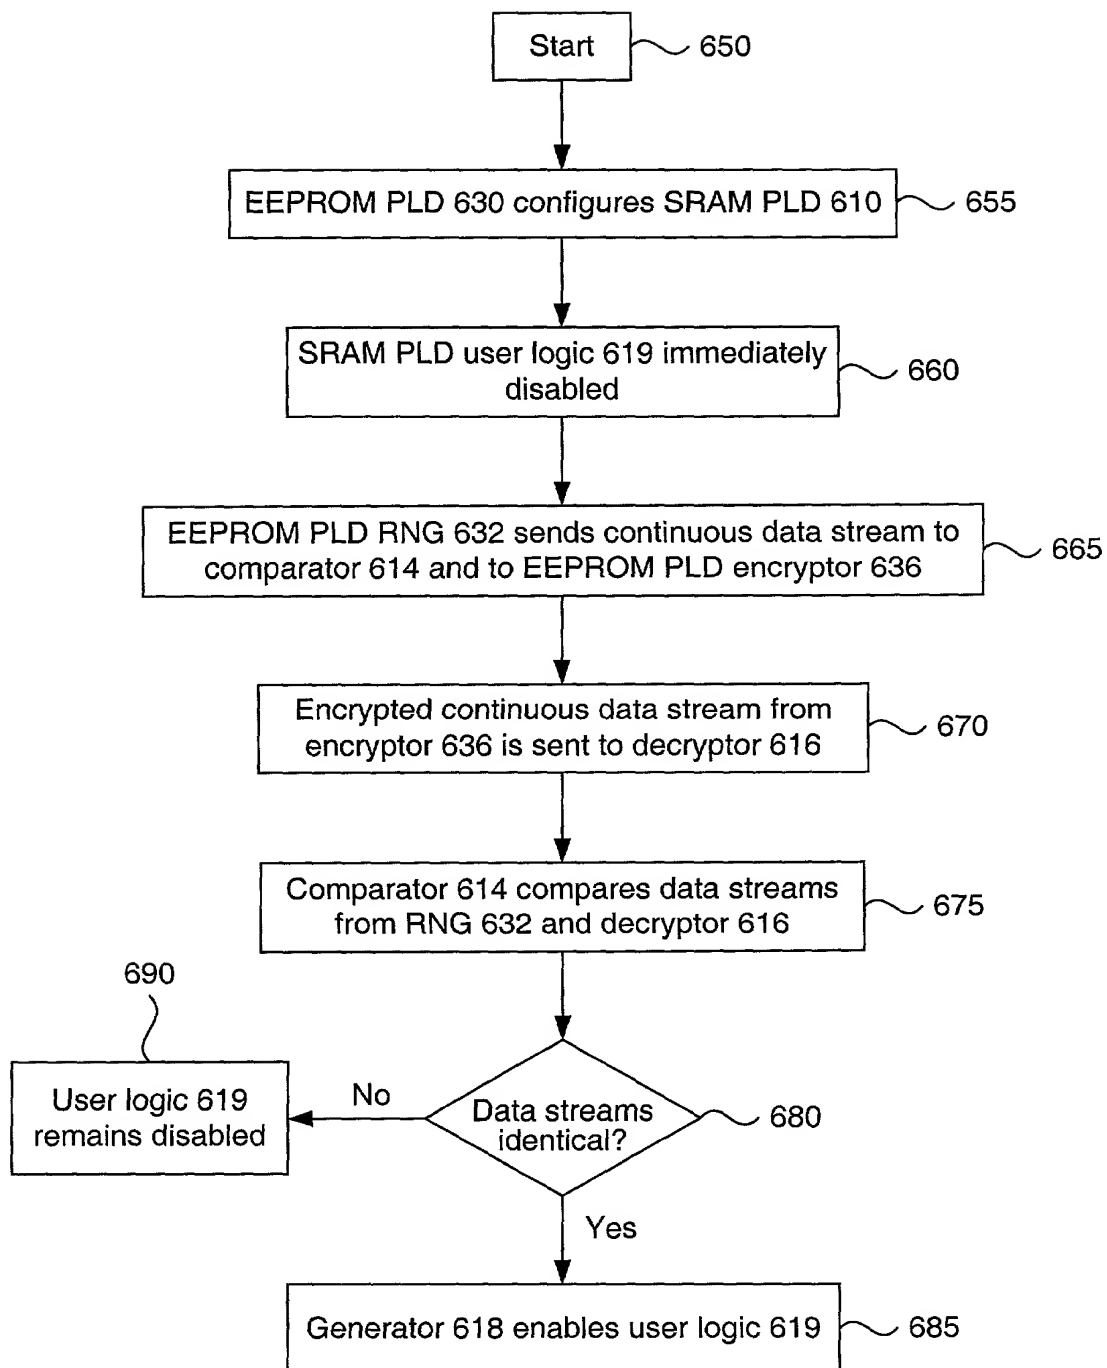 Start
650
EEPROM PLD 630 configures SRAM PLD 610
655
SRAM PLD user logic 619 immediately
disabled
660
EEPROM PLD RNG 632 sends continuous data stream to
comparator 614 and to EEPROM PLD encryptor 636
665
Encrypted continuous data stream from
encryptor 636 is sent to decryptor 616
670
Comparator 614 compares data streams
from RNG 632 and decryptor 616
675
690
User logic 619
remains disabled
No
Data streams
identical?
680
Yes
Generator 618 enables user logic 619
685